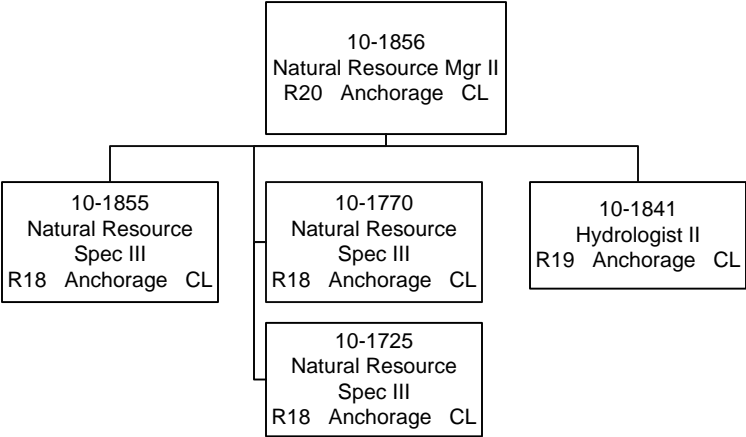 10-1856
Natural Resource Mgr II
R20 Anchorage CL
10-1855
Natural Resource
Spec III
R18 Anchorage CL
10-1770
Natural Resource
Spec III
R18 Anchorage CL
10-1725
Natural Resource
Spec III
R18 Anchorage CL
10-1841
Hydrologist II
R19 Anchorage CL